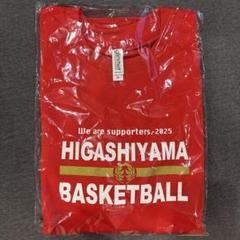 We are supporters/2025
HIGASHIYAMA
BASKETBALL